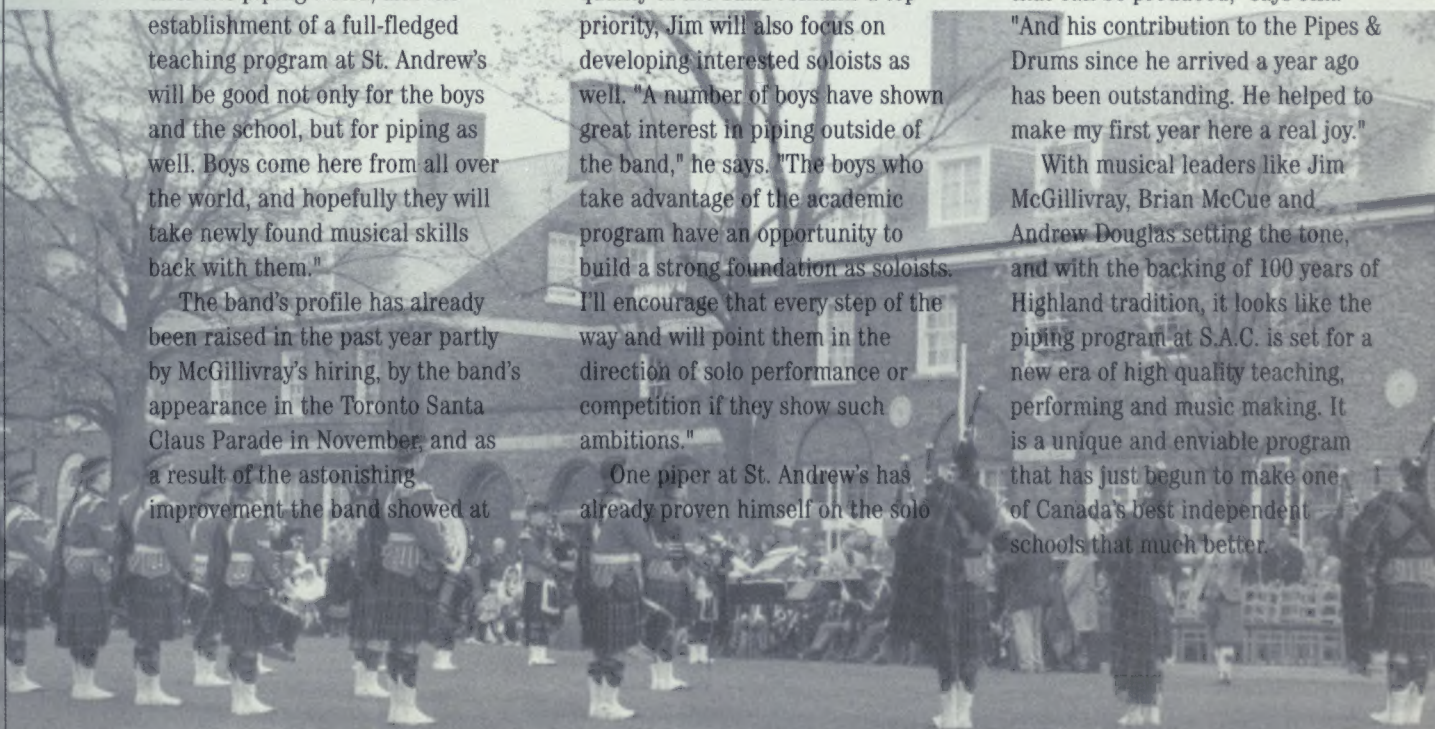 establishment of a full-fledged
teaching program at St. Andrew's
will be good not only for the boys
and the school, but for piping as
well. Boys come here from all over
the world, and hopefully they will
take newly found musical skills
back with them."
The band's profile has already
been raised in the past year partly
by McGillivray's hiring, by the band's
appearance in the Toronto Santa
Claus Parade in November, and as
a result of the astonishing
improvement the band showed at
priority, Jim will also focus on
developing interested soloists as
well. "A number of boys have shown
great interest in piping outside of
the band," he says. "The boys who
take advantage of the academic
program have an opportunity to
build a strong foundation as soloists.
I'll encourage that every step of the
way and will point them in the
direction of solo performance or
competition if they show such
ambitions."
One piper at St. Andrew's has
already proven himself on the solo
"And his contribution to the Pipes &
Drums since he arrived a year ago
has been outstanding. He helped to
make my first year here a real joy."
With musical leaders like Jim
McGillivray, Brian McCue and
Andrew Douglas setting the tone,
and with the backing of 100 years of
Highland tradition, it looks like the
piping program at S.A.C. is set for a
new era of high quality teaching,
performing and music making. It
is a unique and enviable program
that has just begun to make one
of Canada's best independent
schools that much better.